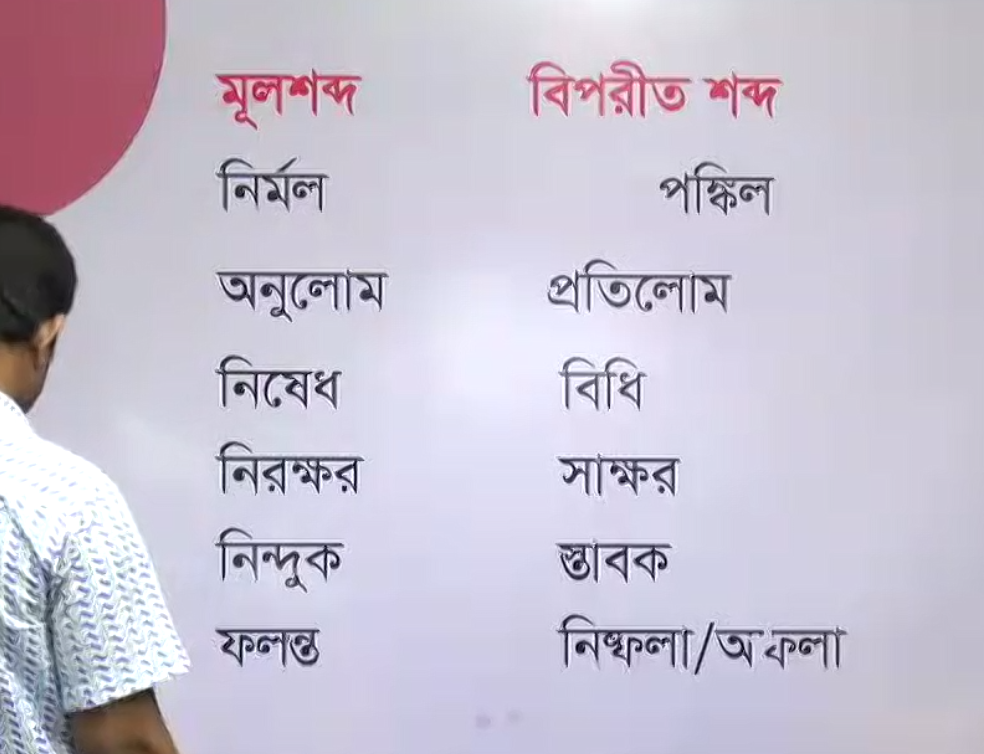 মূলশব্দ বিপরীত শব্দ
নির্মল পঙ্কিল
অনুলোম প্রতিলোম
নিষেধ বিধি
নিরক্ষর সাক্ষর
নিন্দুক স্তাবক
ফলন্ত নিষ্ফলা/অফলা